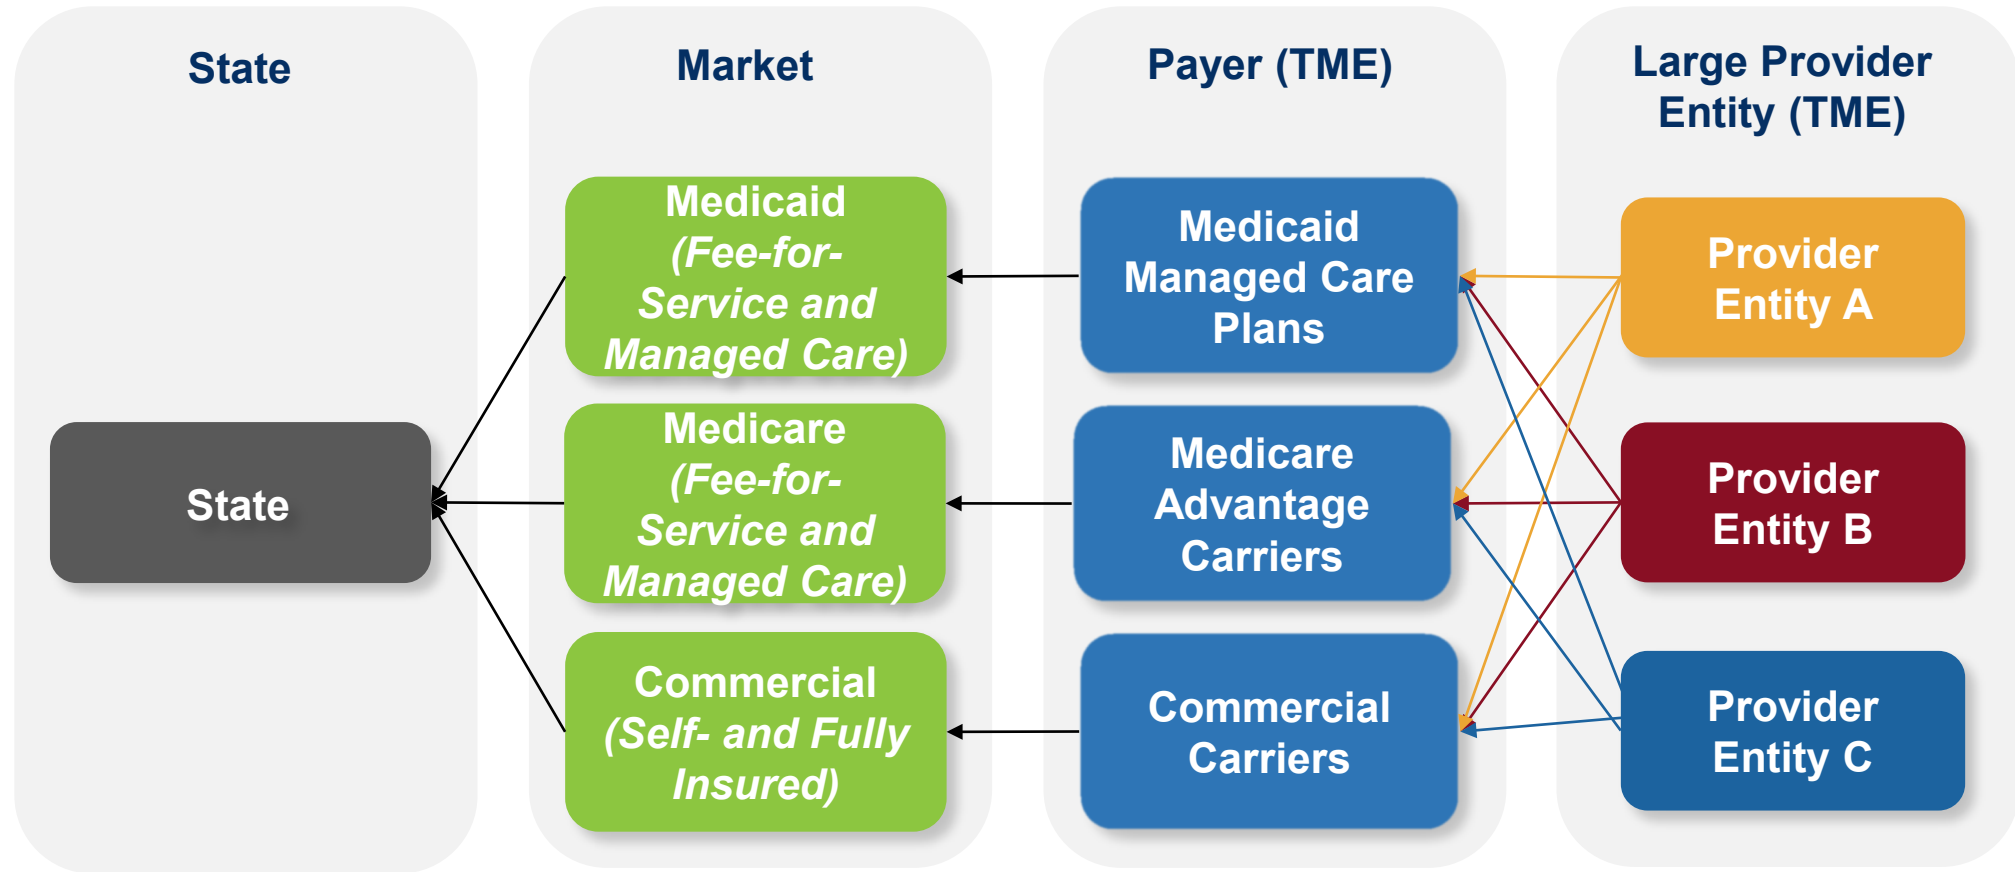 State
Market
Payer (TME)
Large Provider
Entity (TME)
State
Medicaid
(Fee-for-
Service and
Managed Care)
Medicare
(Fee-for-
Service and
Managed Care)
Commercial
(Self- and Fully
Insured)
Medicaid
Managed Care
Plans
Medicare
Advantage
Carriers
Commercial
Carriers
Provider
Entity A
Provider
Entity B
Provider
Entity C